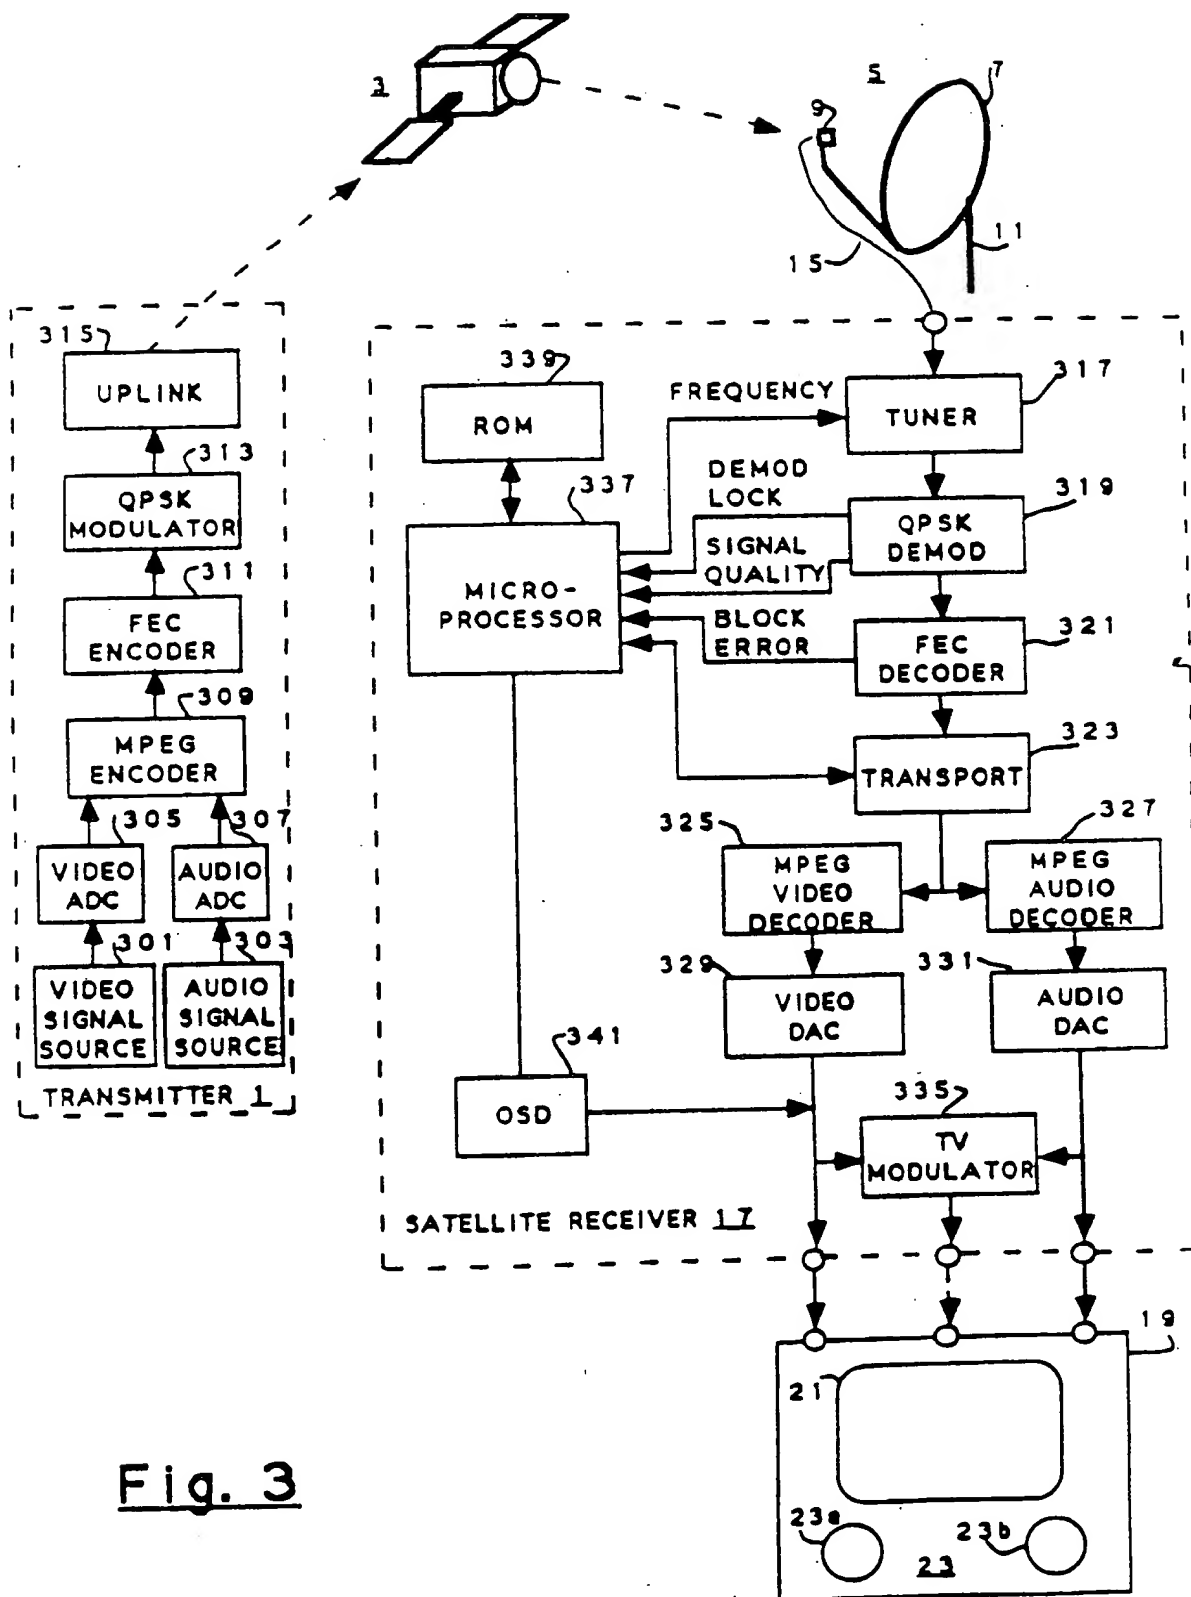 3
5
7
9
11
15
315
UPLINK
313
QPSK
MODULATOR
311
FEC
ENCODER
309
MPEG
ENCODER
305
307
VIDEO
ADC
AUDIO
ADC
301
303
VIDEO
SIGNAL
SOURCE
AUDIO
SIGNAL
SOURCE
TRANSMITTER 1
339
ROM
FREQUENCY
317
TUNER
337
MICRO-
PROCESSOR
DEMOD
LOCK
319
QPSK
DEMOD
SIGNAL
QUALITY
BLOCK
ERROR
321
FEC
DECODER
323
TRANSPORT
325
MPEG
VIDEO
DECODER
327
MPEG
AUDIO
DECODER
329
VIDEO
DAC
331
AUDIO
DAC
341
OSD
335
TV
MODULATOR
SATELLITE RECEIVER 17
19
21
23a
23b
23
Fig. 3